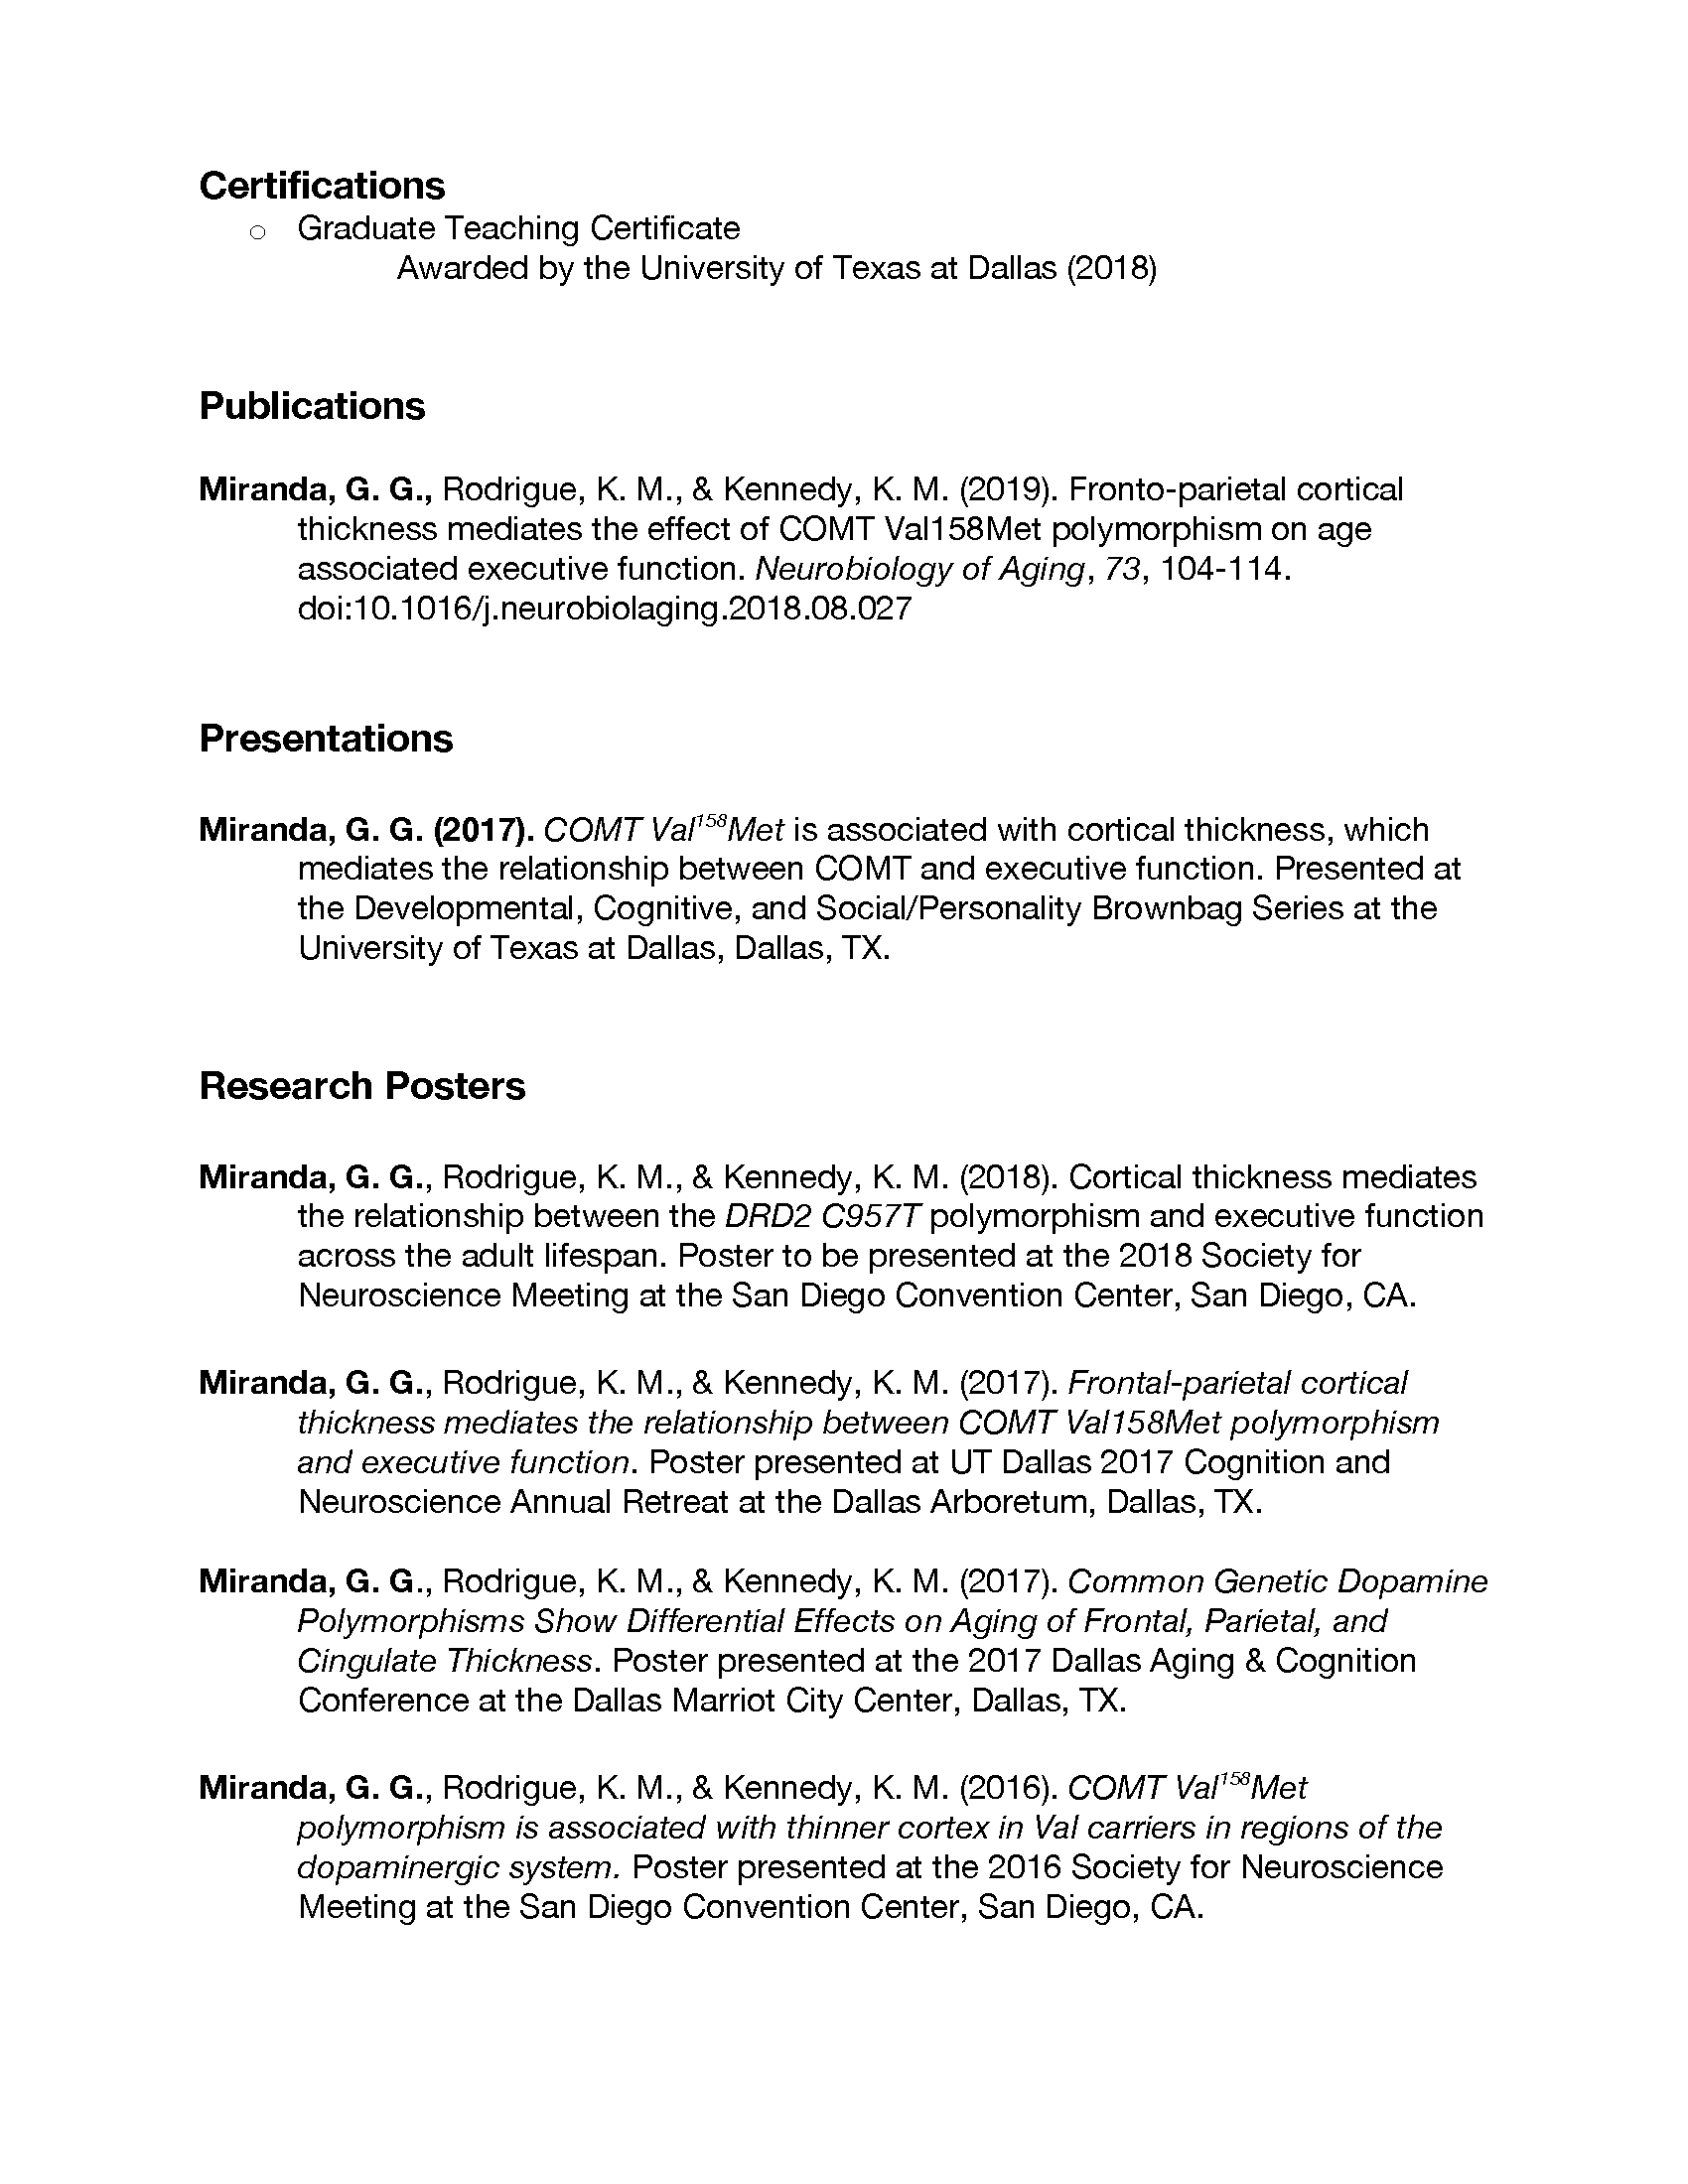 Certifications
○ Graduate Teaching Certificate
Awarded by the University of Texas at Dallas (2018)
Publications
Miranda, G. G., Rodrigue, K. M., & Kennedy, K. M. (2019). Fronto-parietal cortical
thickness mediates the effect of COMT Val158Met polymorphism on age
associated executive function. Neurobiology of Aging, 73, 104-114.
doi:10.1016/j.neurobiolaging.2018.08.027
Presentations
Miranda, G. G. (2017). COMT Val¹⁵⁸Met is associated with cortical thickness, which
mediates the relationship between COMT and executive function. Presented at
the Developmental, Cognitive, and Social/Personality Brownbag Series at the
University of Texas at Dallas, Dallas, TX.
Research Posters
Miranda, G. G., Rodrigue, K. M., & Kennedy, K. M. (2018). Cortical thickness mediates
the relationship between the DRD2 C957T polymorphism and executive function
across the adult lifespan. Poster to be presented at the 2018 Society for
Neuroscience Meeting at the San Diego Convention Center, San Diego, CA.
Miranda, G. G., Rodrigue, K. M., & Kennedy, K. M. (2017). Frontal-parietal cortical
thickness mediates the relationship between COMT Val158Met polymorphism
and executive function. Poster presented at UT Dallas 2017 Cognition and
Neuroscience Annual Retreat at the Dallas Arboretum, Dallas, TX.
Miranda, G. G., Rodrigue, K. M., & Kennedy, K. M. (2017). Common Genetic Dopamine
Polymorphisms Show Differential Effects on Aging of Frontal, Parietal, and
Cingulate Thickness. Poster presented at the 2017 Dallas Aging & Cognition
Conference at the Dallas Marriot City Center, Dallas, TX.
Miranda, G. G., Rodrigue, K. M., & Kennedy, K. M. (2016). COMT Val¹⁵⁸Met
polymorphism is associated with thinner cortex in Val carriers in regions of the
dopaminergic system. Poster presented at the 2016 Society for Neuroscience
Meeting at the San Diego Convention Center, San Diego, CA.